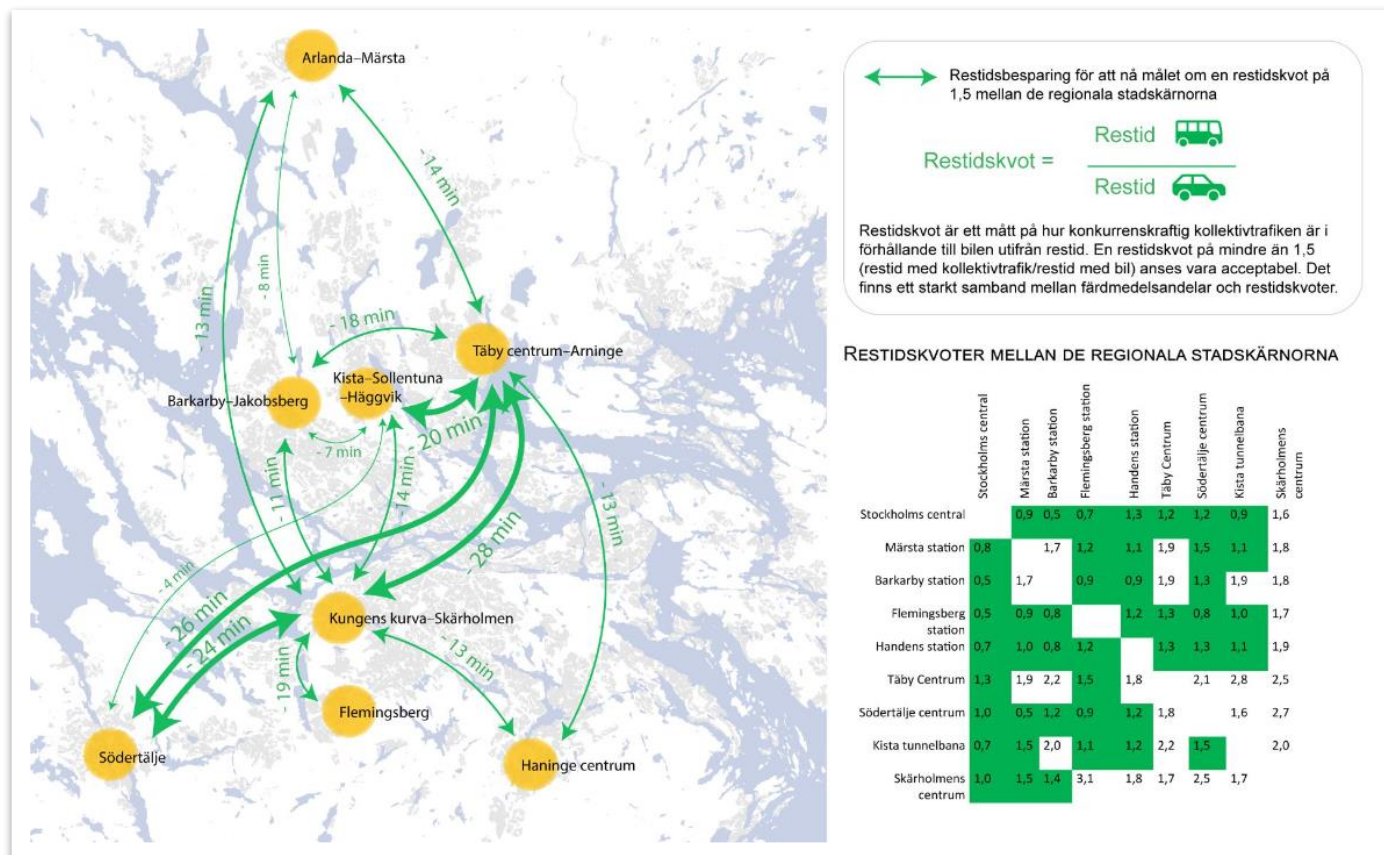 Arlanda–Märsta
- 14 min
- 13 min
- 8 min
- 18 min
Täby centrum–Arninge
Kista–Sollentuna
–Häggvik
Barkarby–Jakobsberg
- 20 min
- 7 min
- 11 min
- 14 min
- 13 min
- 28 min
- 4 min
- 26 min
- 24 min
Kungens kurva–Skärholmen
- 13 min
- 19 min
Flemingsberg
Södertälje
Haninge centrum
Restidsbesparing för att nå målet om en restidskvot på
1,5 mellan de regionala stadskärnorna
Restidskvot =
Restid
Restid
Restidskvot är ett mått på hur konkurrenskraftig kollektivtrafiken är i
förhållande till bilen utifrån restid. En restidskvot på mindre än 1,5
(restid med kollektivtrafik/restid med bil) anses vara acceptabel. Det
finns ett starkt samband mellan färdmedelsandelar och restidskvoter.
RESTIDSKVOTER MELLAN DE REGIONALA STADSKÄRNORNA
Stockholms central
Märsta station
Barkarby station
Flemingsberg station
Handens station
Täby Centrum
Södertälje centrum
Kista tunnelbana
Skärholmens
centrum
Stockholms central 0,9 0,5 0,7 1,3 1,2 1,2 0,9 1,6
Märsta station 0,8 1,7 1,2 1,1 1,9 1,5 1,1 1,8
Barkarby station 0,5 1,7 0,9 0,9 1,9 1,3 1,9 1,8
Flemingsberg
station 0,5 0,9 0,8 1,2 1,3 0,8 1,0 1,7
Handens station 0,7 1,0 0,8 1,2 1,3 1,3 1,1 1,9
Täby Centrum 1,3 1,9 2,2 1,5 1,8 2,1 2,8 2,5
Södertälje centrum 1,0 0,5 1,2 0,9 1,2 1,8 1,6 2,7
Kista tunnelbana 0,7 1,5 2,0 1,1 1,2 2,2 1,5 2,0
Skärholmens
centrum 1,0 1,5 1,4 3,1 1,8 1,7 2,5 1,7